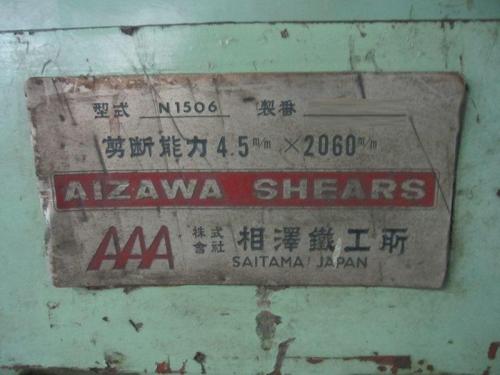 型式 N1506 製番
剪断能力 4.5m/m ×2060m/m
AIZAWA SHEARS
AAA 株式會社 相澤鐵工所
SAITAMA JAPAN